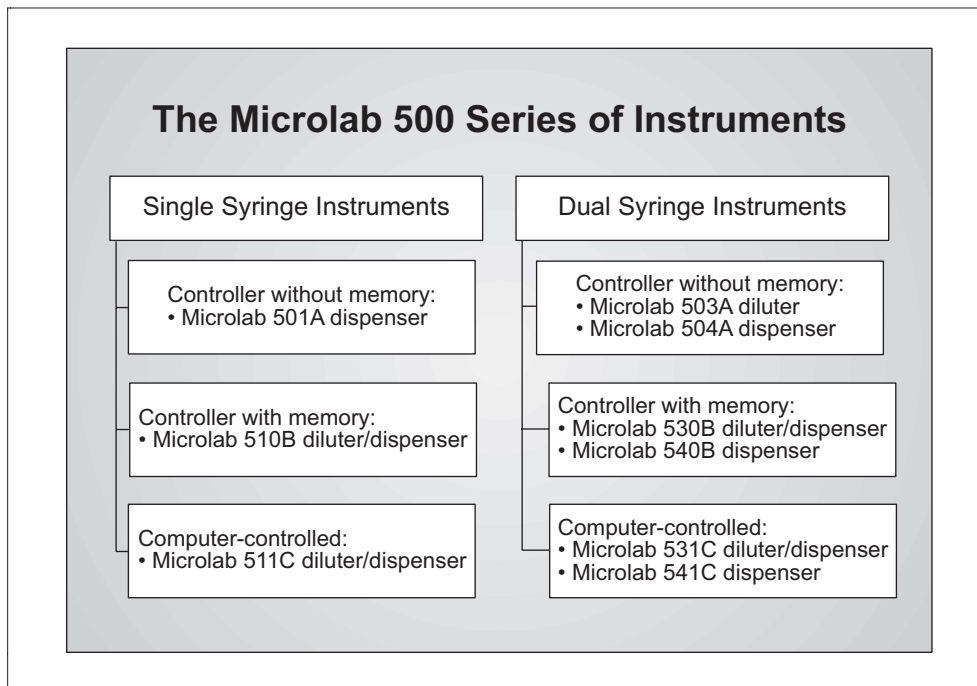 The Microlab 500 Series of Instruments
Single Syringe Instruments
Controller without memory:
• Microlab 501A dispenser
Controller with memory:
• Microlab 510B diluter/dispenser
Computer-controlled:
• Microlab 511C diluter/dispenser
Dual Syringe Instruments
Controller without memory:
• Microlab 503A diluter
• Microlab 504A dispenser
Controller with memory:
• Microlab 530B diluter/dispenser
• Microlab 540B dispenser
Computer-controlled:
• Microlab 531C diluter/dispenser
• Microlab 541C dispenser